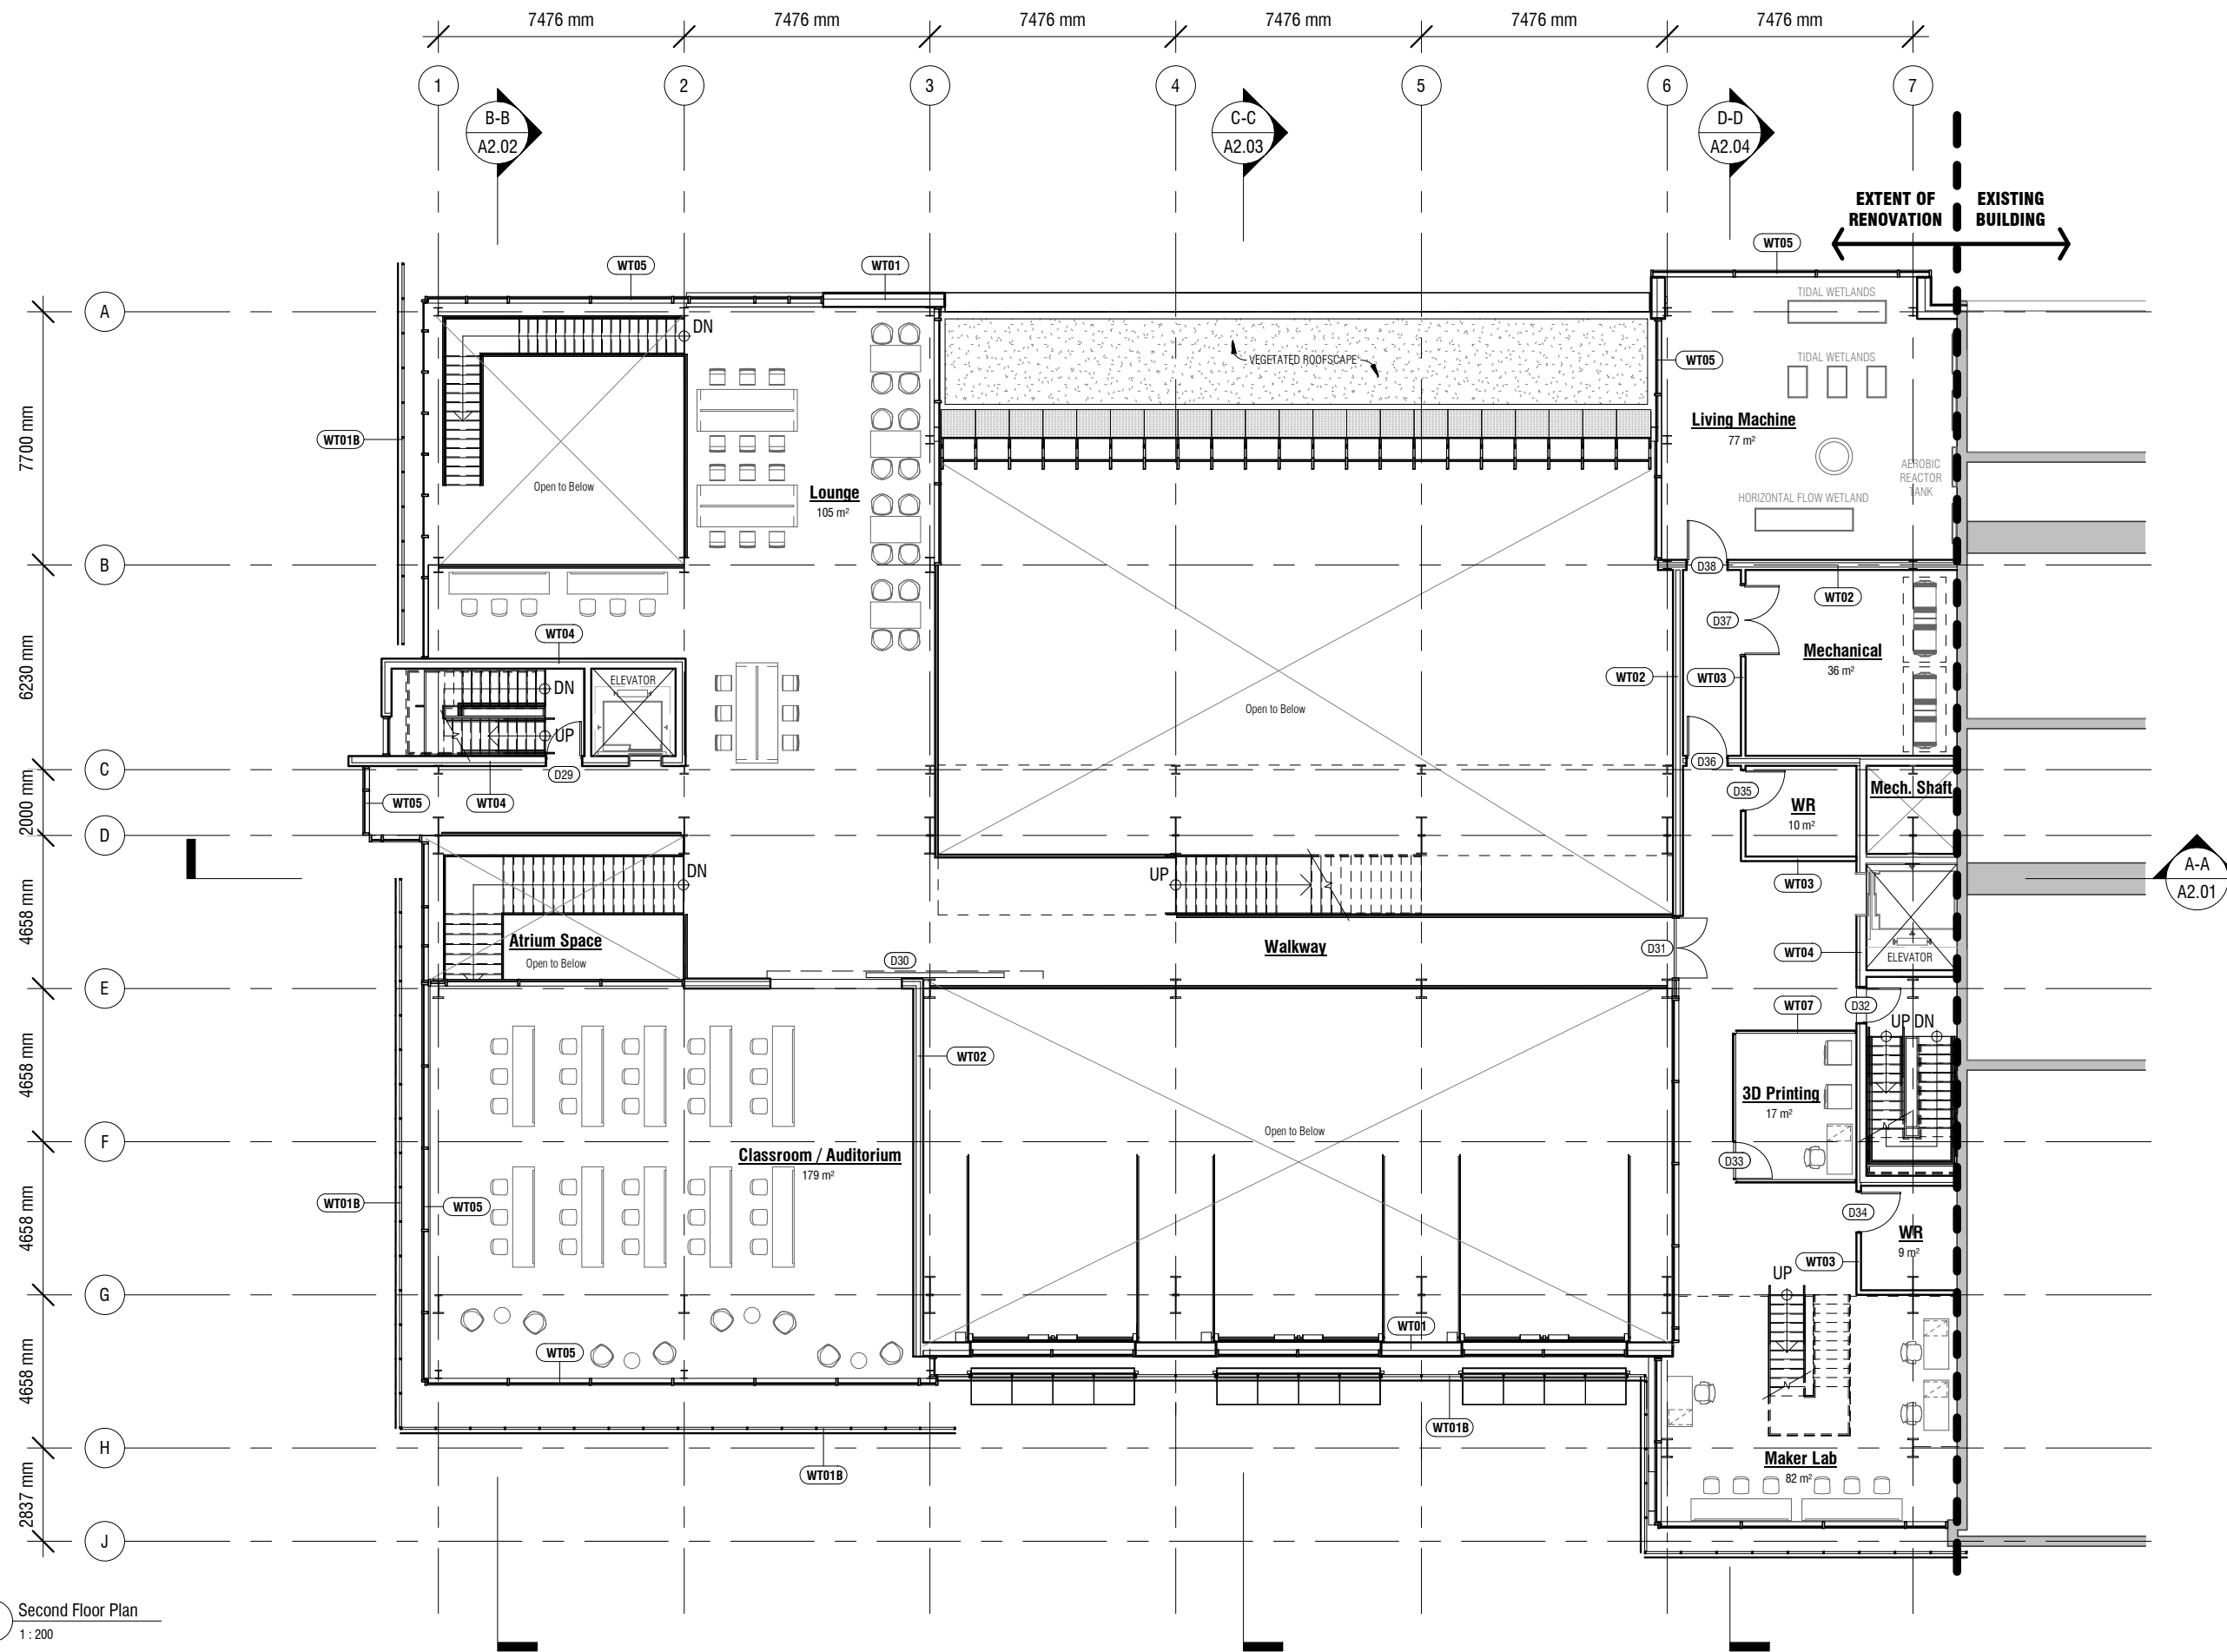 7476 mm
7476 mm
7476 mm
7476 mm
7476 mm
7476 mm
1
2
3
4
5
6
7
B-B
A2.02
C-C
A2.03
D-D
A2.04
EXTENT OF
RENOVATION
EXISTING
BUILDING
WT05
WT05
WT01
A
TIDAL WETLANDS
DN
VEGETATED ROOFSCAPE
WT05
TIDAL WETLANDS
7700 mm
WT01B
Living Machine
77 m²
Open to Below
Lounge
105 m²
AEROBIC
REACTOR
TANK
HORIZONTAL FLOW WETLAND
B
D38
WT02
D37
WT04
6230 mm
Mechanical
36 m²
ELEVATOR
DN
WT02
WT03
Open to Below
UP
D29
C
D36
WT05
WT04
D35
WR
10 m²
Mech. Shaft
2000 mm
D
DN
UP
WT03
A-A
A2.01
4658 mm
Atrium Space
Open to Below
Walkway
D30
D31
WT04
ELEVATOR
E
WT07
D32
UP DN
WT02
4658 mm
3D Printing
17 m²
Open to Below
F
Classroom / Auditorium
179 m²
D33
4658 mm
WT01B
WT05
D34
WR
9 m²
WT03
UP
G
WT01
WT05
4658 mm
WT01B
H
Maker Lab
82 m²
WT01B
2837 mm
J
Second Floor Plan
1 : 200